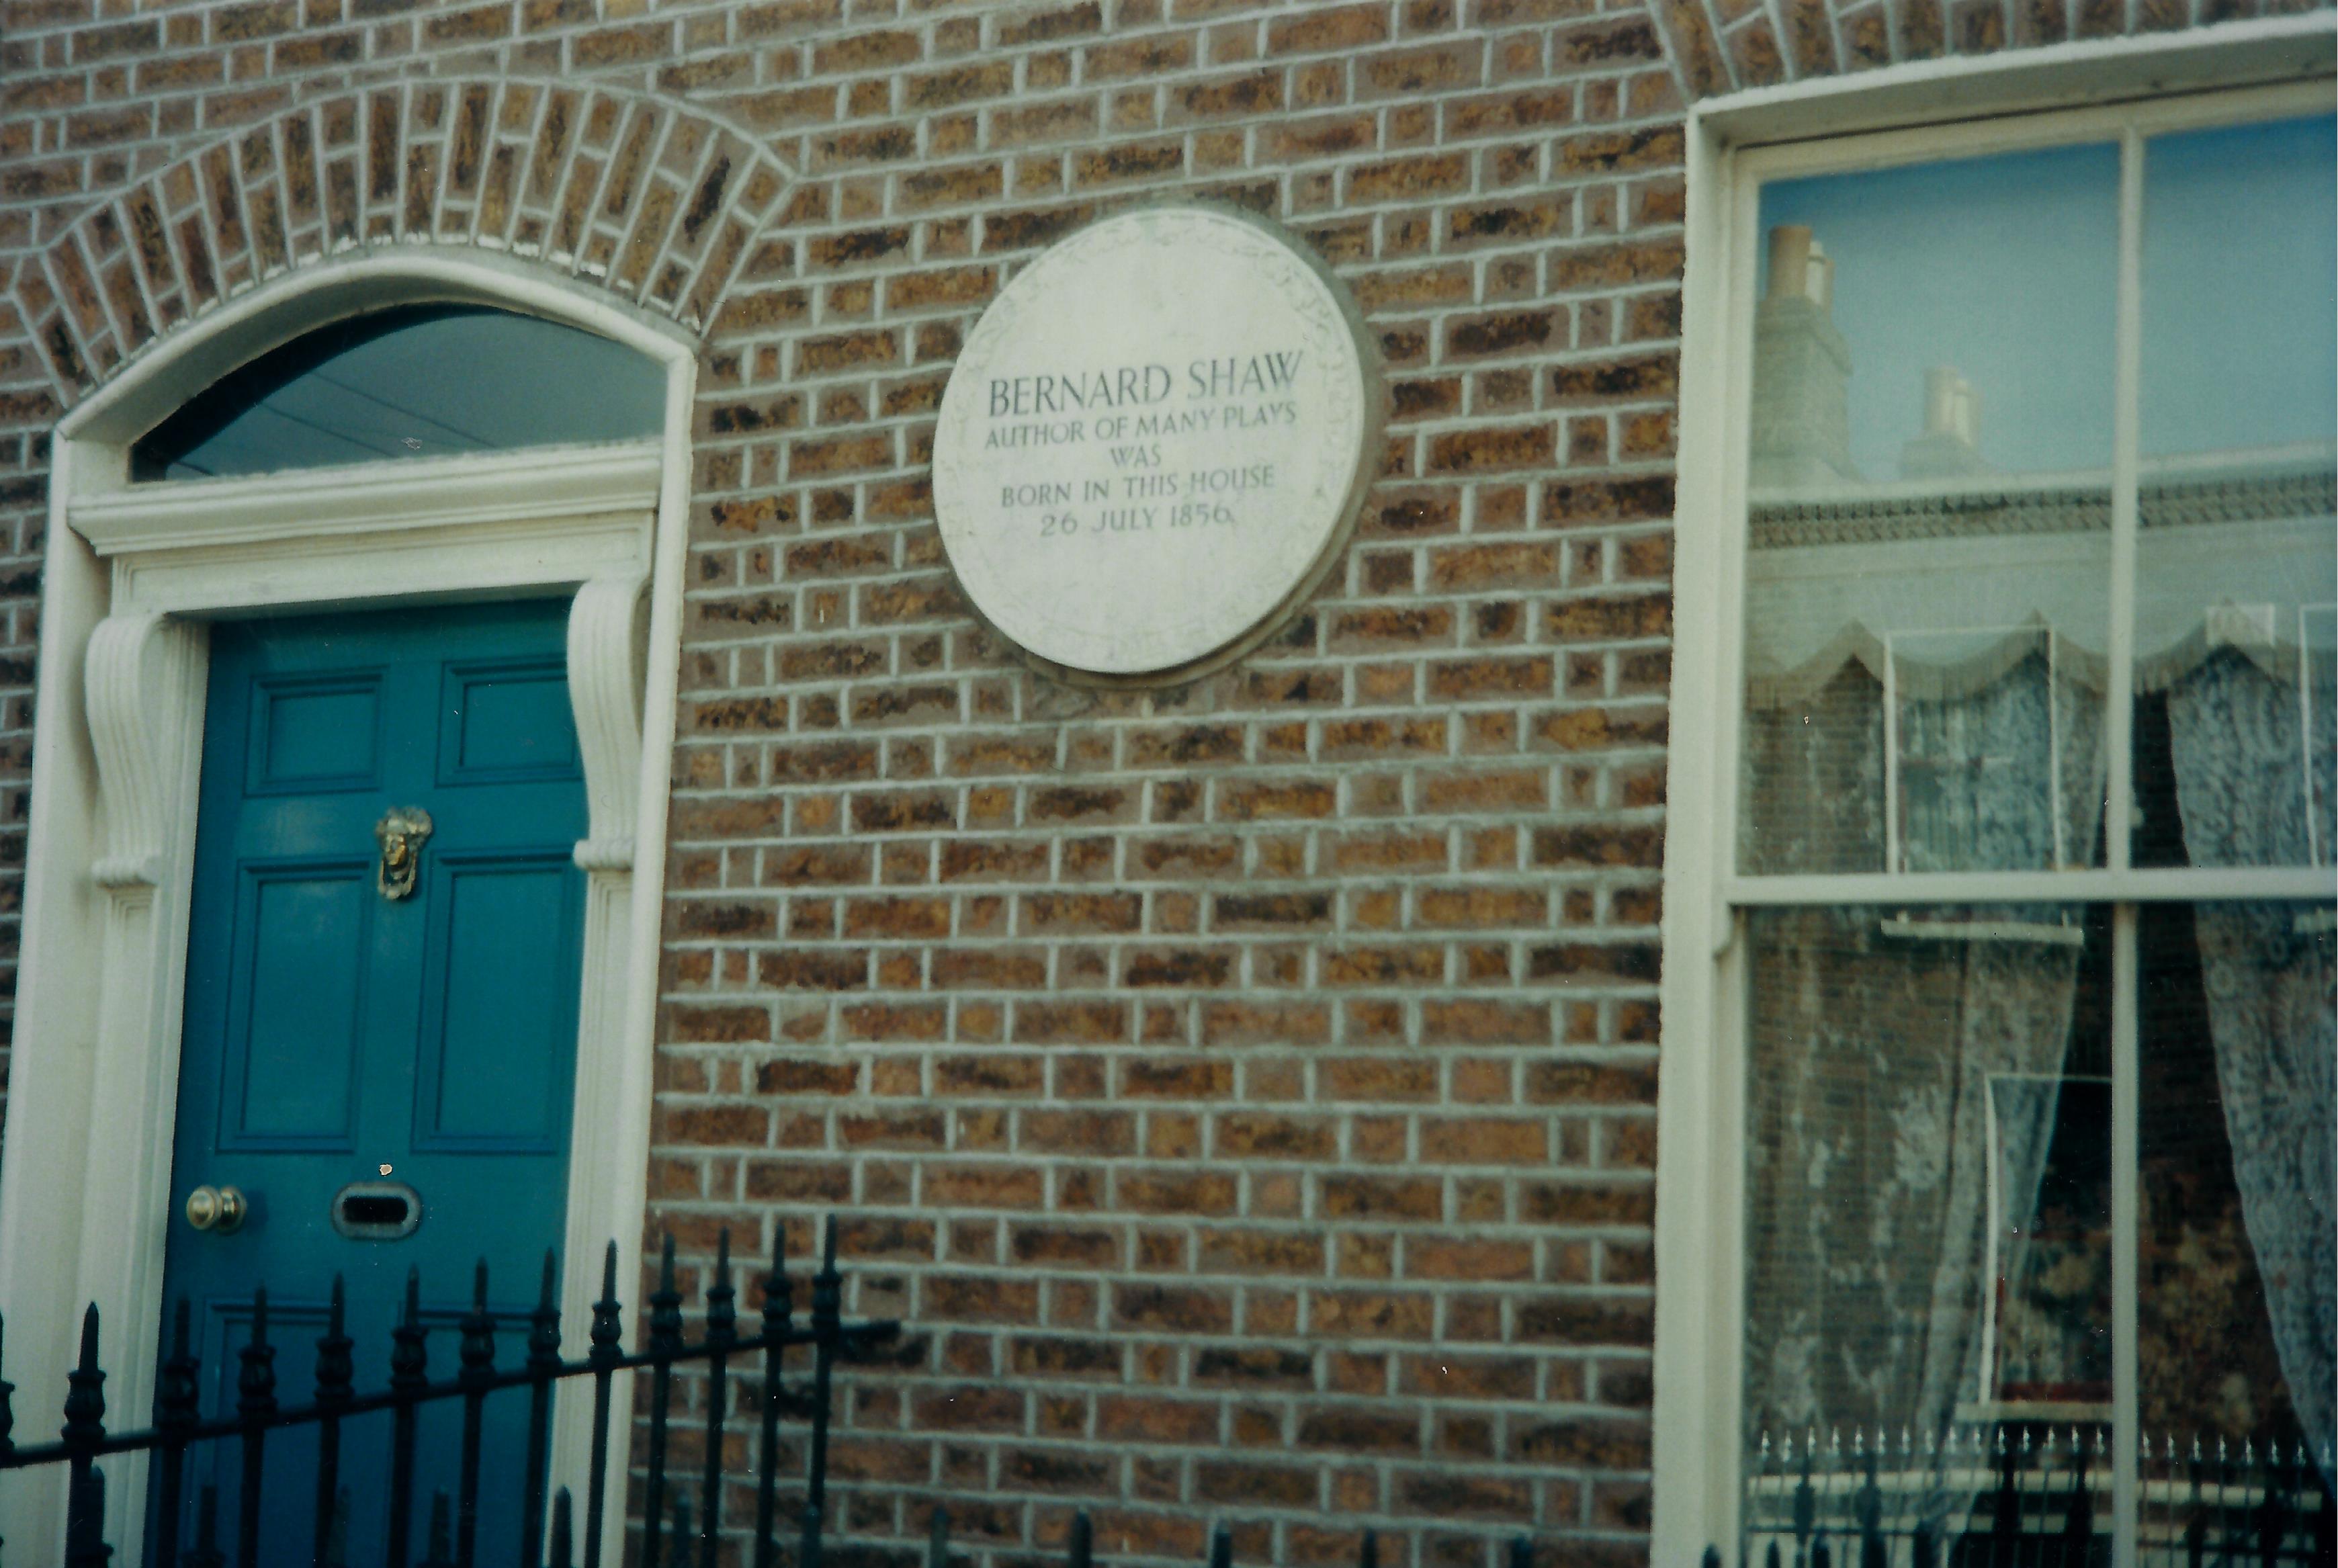 BERNARD SHAW
AUTHOR OF MANY PLAYS
WAS
BORN IN THIS HOUSE
26 JULY 1856